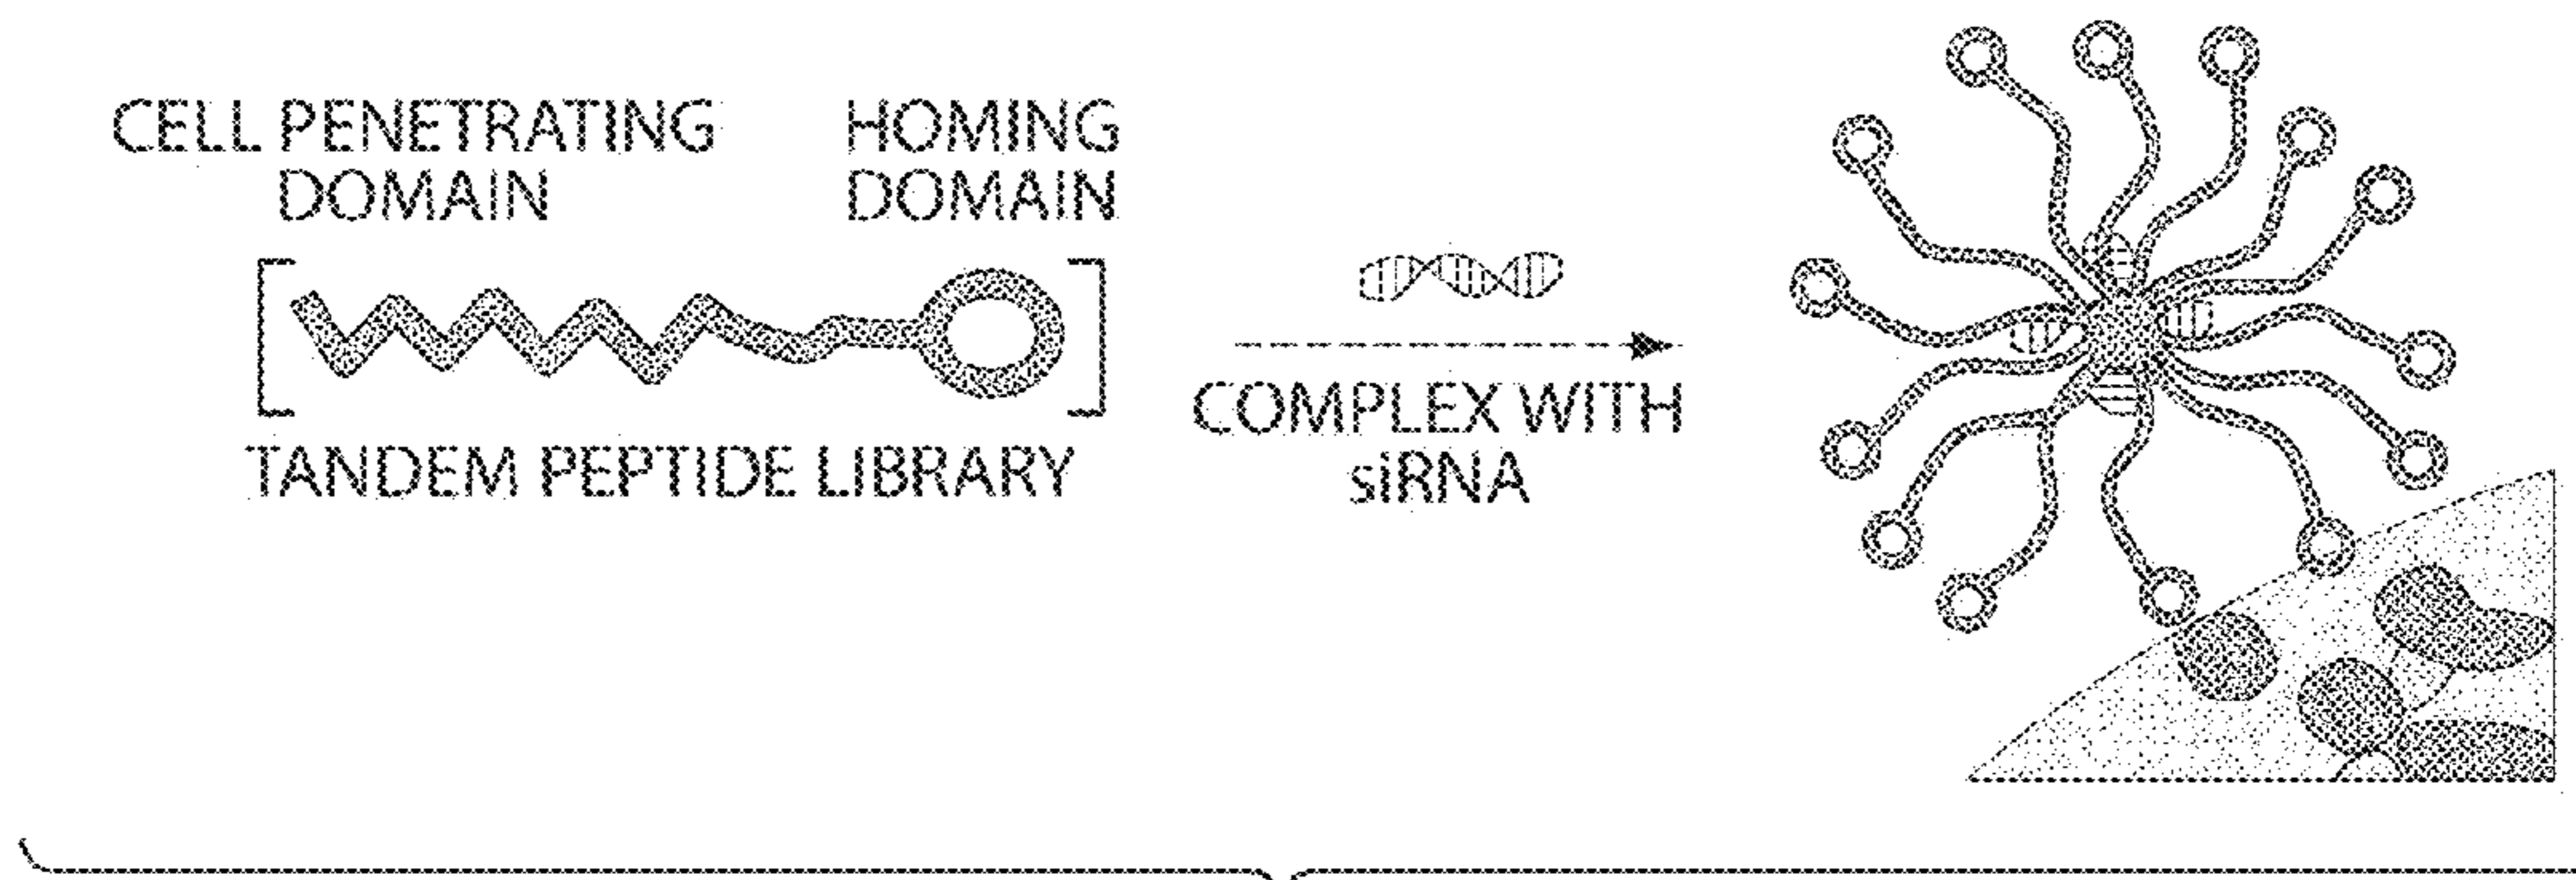 CELL PENETRATING
DOMAIN
HOMING
DOMAIN
TANDEM PEPTIDE LIBRARY
COMPLEX WITH
siRNA